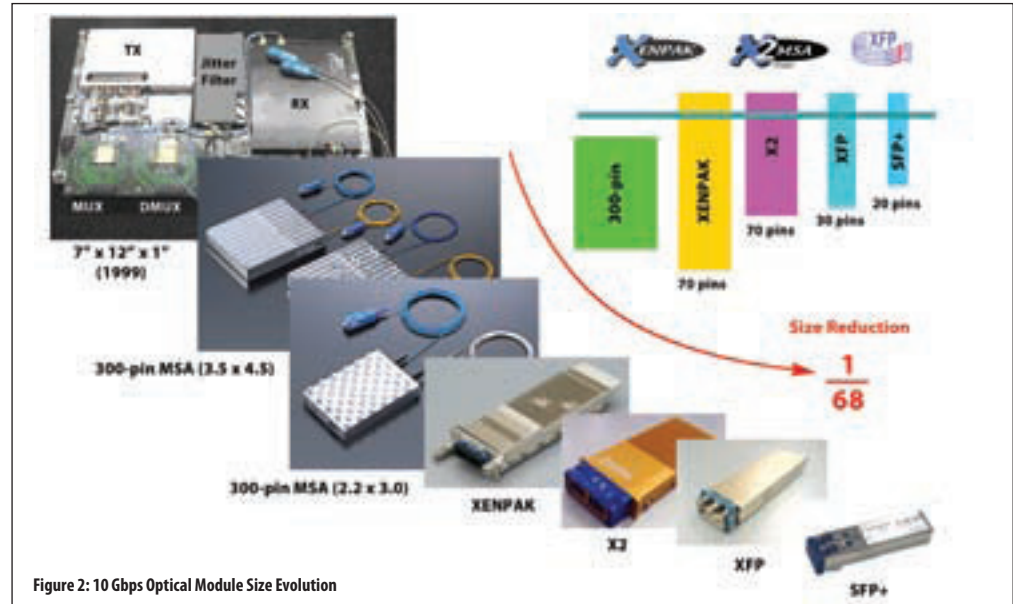 TX
Jitter
Filter
RX
MUX DMUX
7" x 12" x 1"
(1999)
300-pin MSA (3.5 x 4.5)
300-pin MSA (2.2 x 3.0)
XENPAK
X2
XFP
SFP+
XENPAK
X2 MSA
XFP
300-pin
XENPAK
X2
XFP
SFP+
70 pins
70 pins
30 pins
20 pins
Size Reduction
1
68
Figure 2: 10 Gbps Optical Module Size Evolution